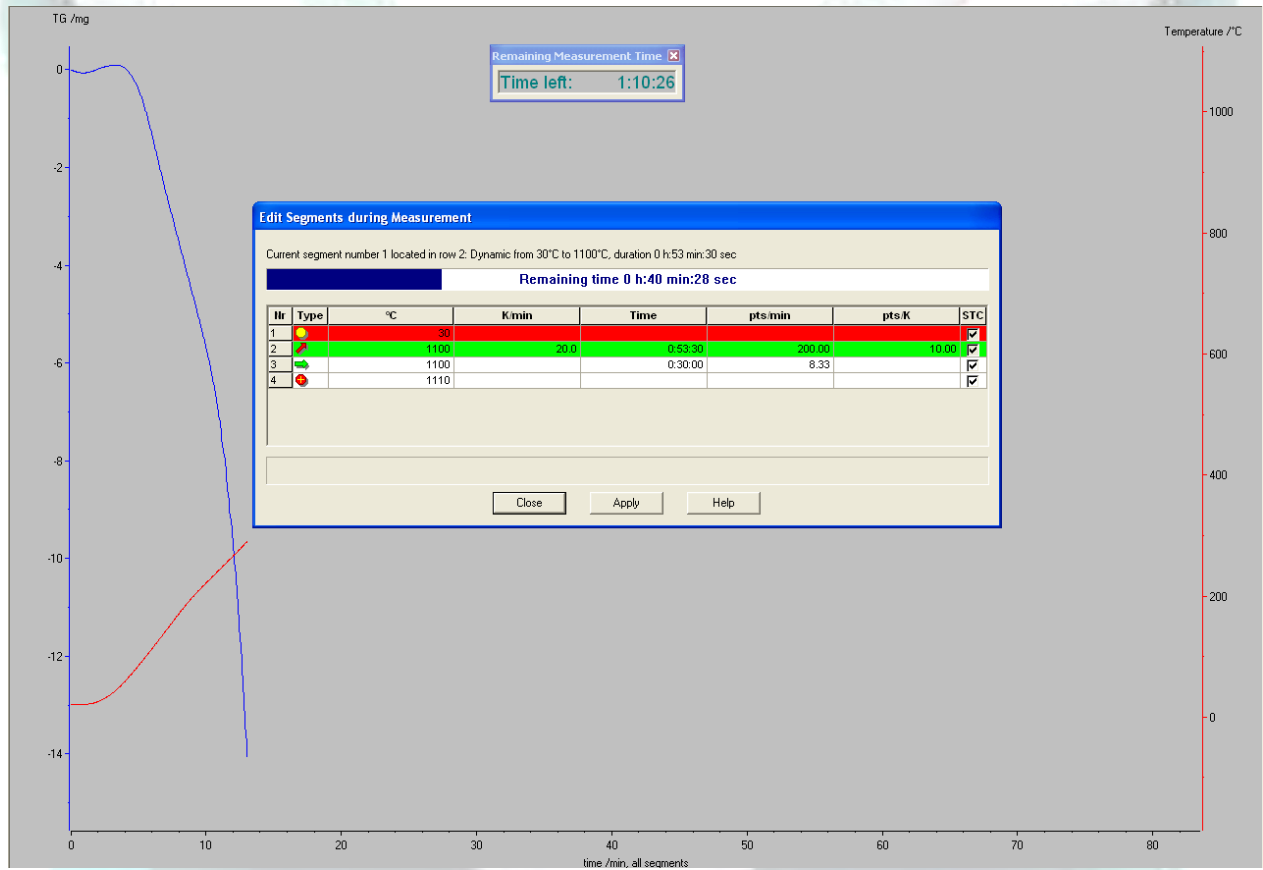 TG /mg
Temperature /°C
Remaining Measurement Time
Time left: 1:10:26
0
-2
-4
-6
-8
-10
-12
-14
1000
800
600
400
200
0
Edit Segments during Measurement
Current segment number 1 located in row 2: Dynamic from 30°C to 1100°C, duration 0 h:53 min:30 sec
Remaining time 0 h:40 min:28 sec
Nr Type °C K/min Time pts/min pts/K STC
1 30
2 1100 20.0 0:53:30 200.00 10.00
3 1100 0:30:00 8.33
4 1110
Close Apply Help
0 10 20 30 40 50 60 70 80
time /min, all segments